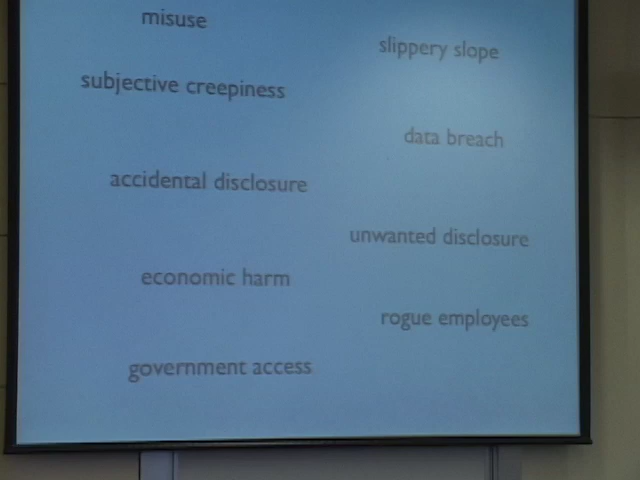 misuse
slippery slope
subjective creepiness
data breach
accidental disclosure
unwanted disclosure
economic harm
rogue employees
government access